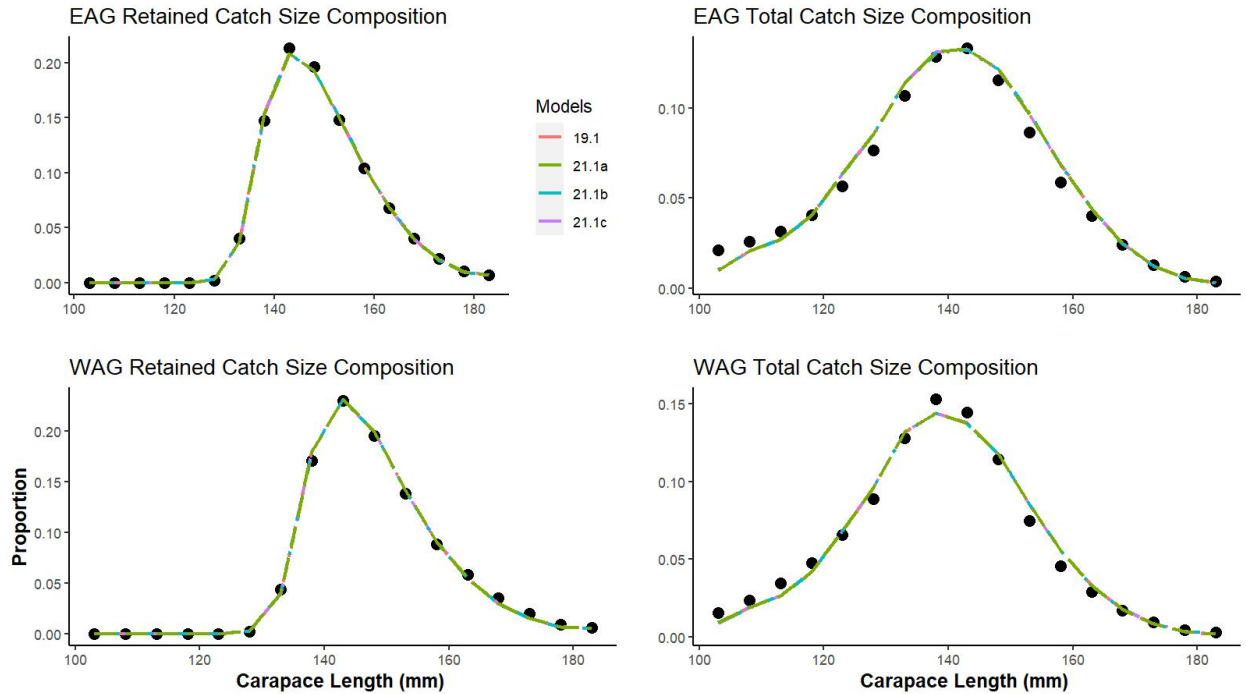 EAG Retained Catch Size Composition
0.20
0.15
0.10
0.05
0.00
100 120 140 160 180
Models
19.1
21.1a
21.1b
21.1c
EAG Total Catch Size Composition
0.10
0.05
0.00
100 120 140 160 180
WAG Retained Catch Size Composition
0.20
0.15
0.10
0.05
0.00
Proportion
100 120 140 160 180
Carapace Length (mm)
WAG Total Catch Size Composition
0.15
0.10
0.05
0.00
100 120 140 160 180
Carapace Length (mm)